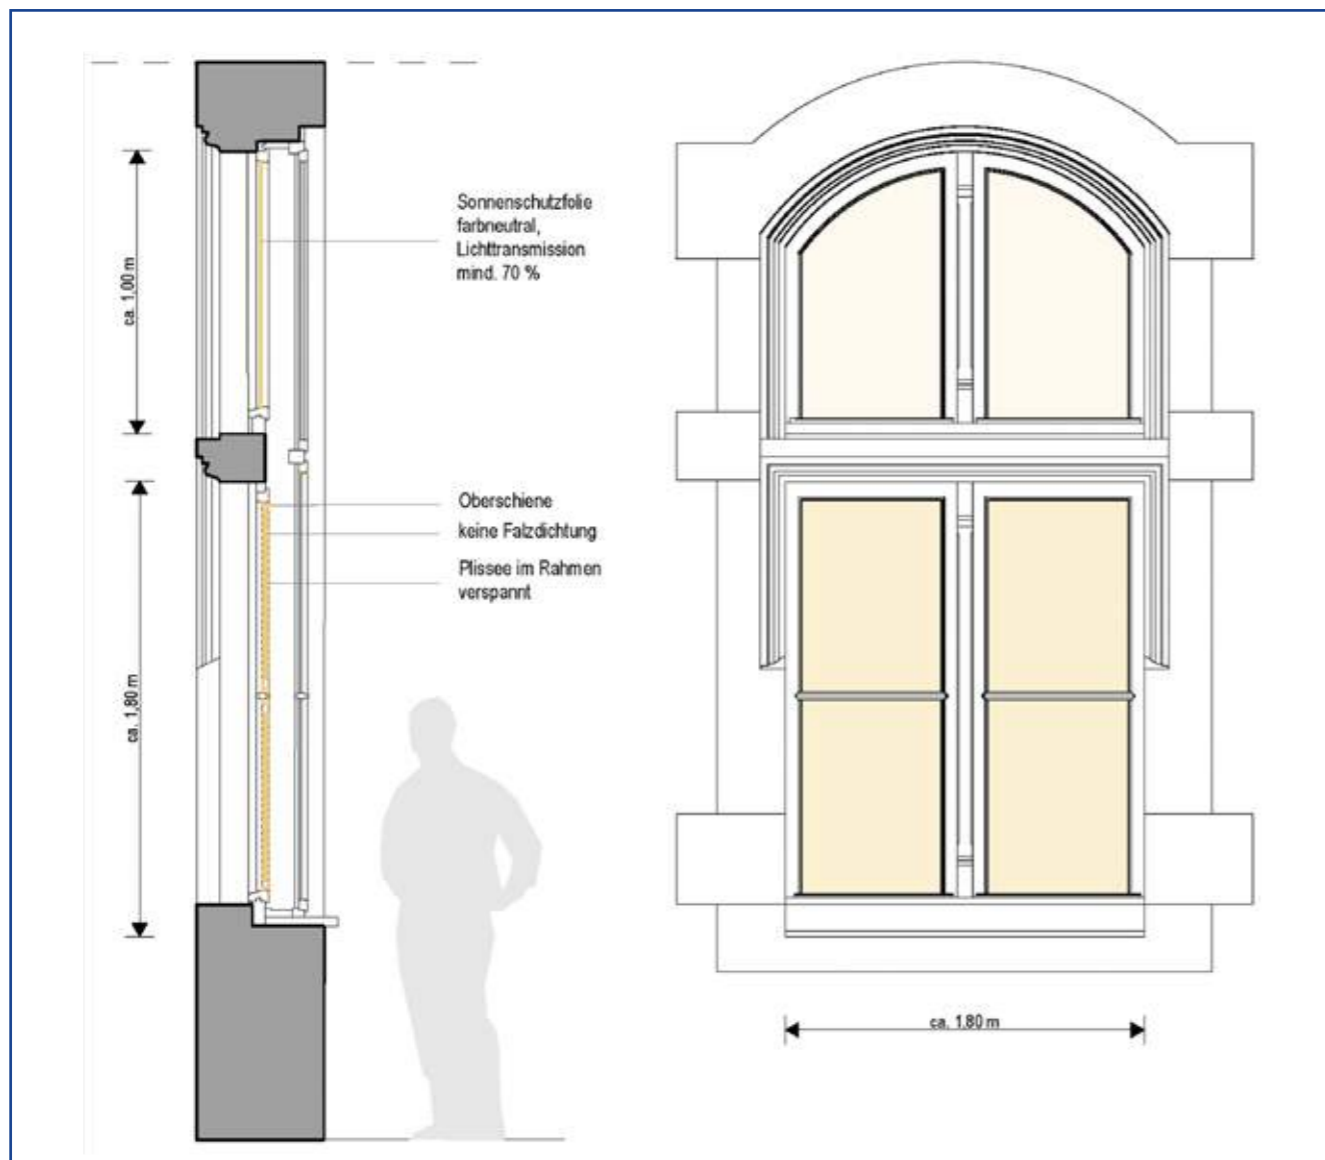 Sonnenschutzfolie
farbneutral,
Lichttransmission
mind. 70 %
ca. 1,00 m
Oberschiene
keine Falzdichtung
Plissee im Rahmen
verspannt
ca. 1,80 m
ca. 1.80 m